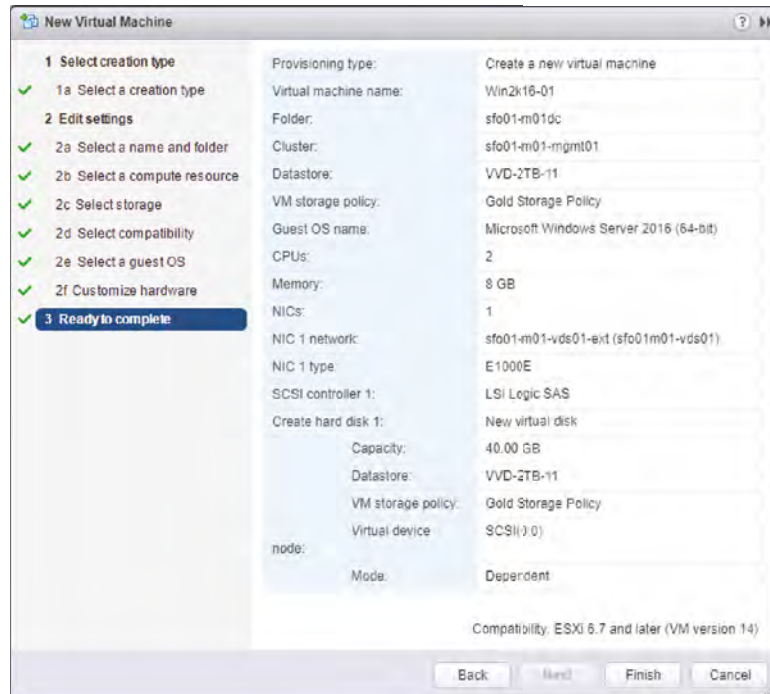 New Virtual Machine
1 Select creation type
1a Select a creation type
2 Edit settings
2a Select a name and folder
2b Select a compute resource
2c Select storage
2d Select compatibility
2e Select a guest OS
2f Customize hardware
3 Ready to complete
Provisioning type: Create a new virtual machine
Virtual machine name: Win2k16-01
Folder: sfo01-m01dc
Cluster: sfo01-m01-mgmt01
Datastore: VVD-2TB-11
VM storage policy: Gold Storage Policy
Guest OS name: Microsoft Windows Server 2016 (64-bit)
CPUs: 2
Memory: 8 GB
NICs: 1
NIC 1 network: sfo01-m01-vds01-ext (sfo01m01-vds01)
NIC 1 type: E1000E
SCSI controller 1: LSI Logic SAS
Create hard disk 1: New virtual disk
Capacity: 40.00 GB
Datastore: VVD-2TB-11
VM storage policy: Gold Storage Policy
Virtual device SCSI(0:0)
node:
Mode: Dependent
Compatibility: ESXi 6.7 and later (VM version 14)
Back Next Finish Cancel